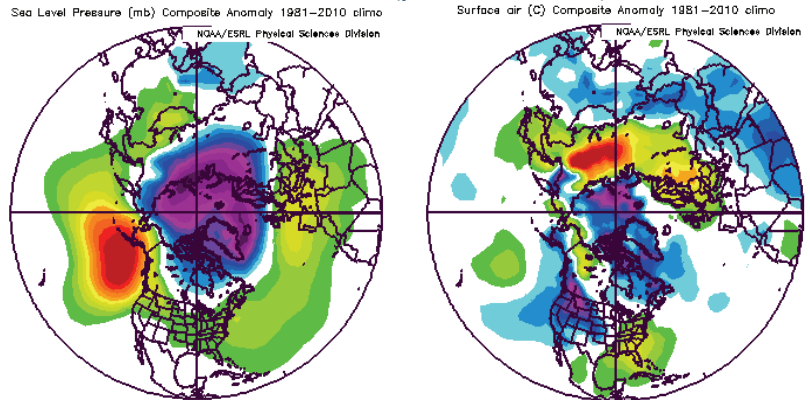 Sea Level Pressure (mb) Composite Anomaly 1981-2010 climo
NOAA/ESRL Physical Sciences Division
Surface air (C) Composite Anomaly 1981-2010 climo
NOAA/ESRL Physical Sciences Division